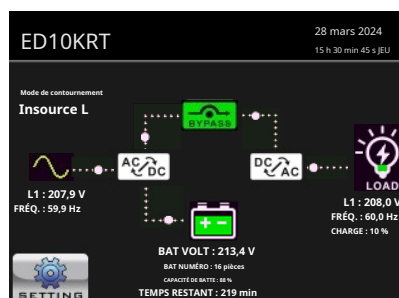 ED10KRT
28 mars 2024
15 h 30 min 45 s JEU
Mode de contournement
Insource L
BYPASS
AC
DC
DC
AC
LOAD
L1 : 207,9 V
FRÉQ. : 59,9 Hz
L1 : 208,0 V
FRÉQ. : 60,0 Hz
CHARGE : 10 %
BAT VOLT : 213,4 V
BAT NUMÉRO : 16 pièces
CAPACITÉ DE BATTE : 88 %
TEMPS RESTANT : 219 min
SETTING